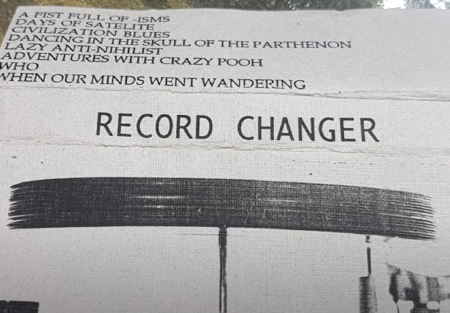 A FIST FULL OF -ISMS
DAYS OF SATELITE
CIVILIZATION BLUES
DANCING IN THE SKULL OF THE PARTHENON
LAZY ANTI-NIHILIST
ADVENTURES WITH CRAZY POOH
WHO
WHEN OUR MINDS WENT WANDERING
RECORD CHANGER